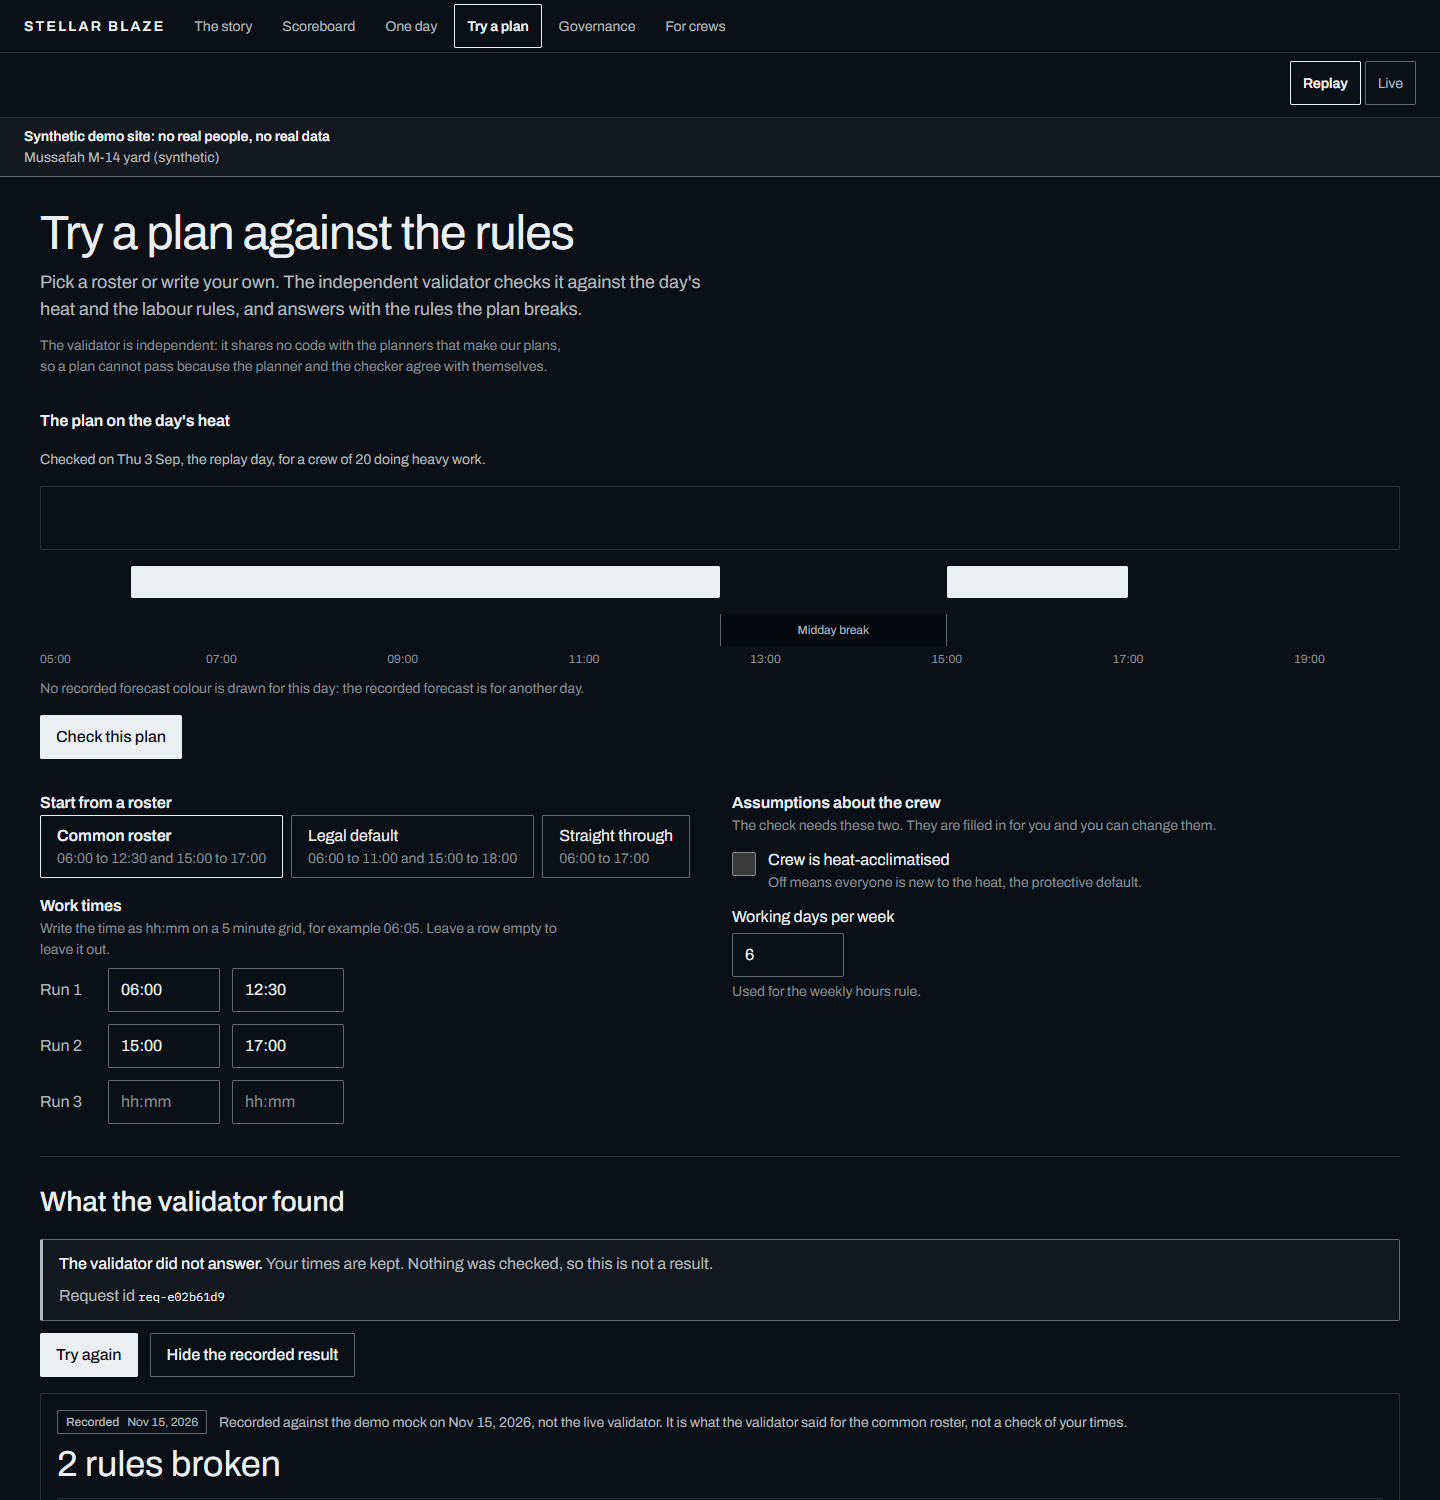 STELLAR BLAZE The story Scoreboard One day Try a plan Governance For crews
Replay Live
Synthetic demo site: no real people, no real data
Mussafah M-14 yard (synthetic)
Try a plan against the rules
Pick a roster or write your own. The independent validator checks it against the day's
heat and the labour rules, and answers with the rules the plan breaks.
The validator is independent: it shares no code with the planners that make our plans,
so a plan cannot pass because the planner and the checker agree with themselves.
The plan on the day's heat
Checked on Thu 3 Sep, the replay day, for a crew of 20 doing heavy work.
Midday break
05:00 07:00 09:00 11:00 13:00 15:00 17:00 19:00
No recorded forecast colour is drawn for this day: the recorded forecast is for another day.
Check this plan
Start from a roster
Common roster
06:00 to 12:30 and 15:00 to 17:00
Legal default
06:00 to 11:00 and 15:00 to 18:00
Straight through
06:00 to 17:00
Work times
Write the time as hh:mm on a 5 minute grid, for example 06:05. Leave a row empty to
leave it out.
Run 1 06:00 12:30
Run 2 15:00 17:00
Run 3 hh:mm hh:mm
Assumptions about the crew
The check needs these two. They are filled in for you and you can change them.
Crew is heat-acclimatised
Off means everyone is new to the heat, the protective default.
Working days per week
6
Used for the weekly hours rule.
What the validator found
The validator did not answer. Your times are kept. Nothing was checked, so this is not a result.
Request id req-e02b61d9
Try again Hide the recorded result
Recorded Nov 15, 2026 Recorded against the demo mock on Nov 15, 2026, not the live validator. It is what the validator said for the common roster, not a check of your times.
2 rules broken